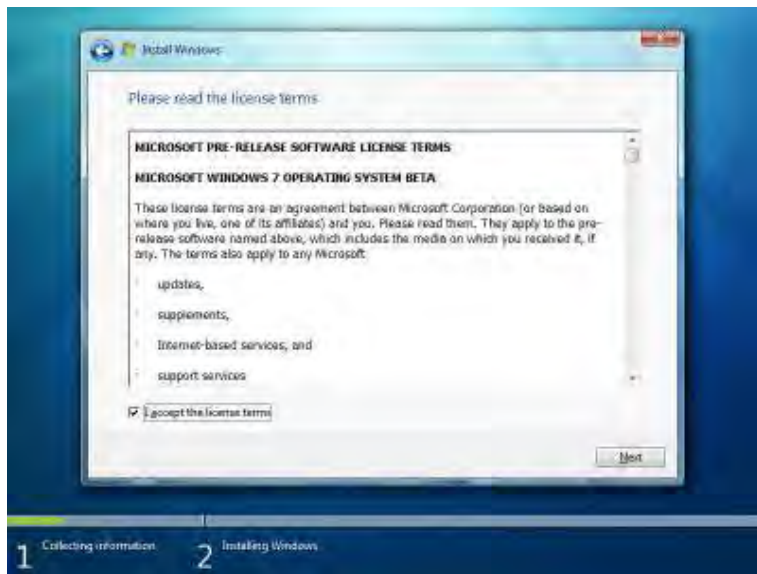 Install Windows
Please read the license terms
MICROSOFT PRE-RELEASE SOFTWARE LICENSE TERMS
MICROSOFT WINDOWS 7 OPERATING SYSTEM BETA
These license terms are an agreement between Microsoft Corporation (or based on
where you live, one of its affiliates) and you. Please read them. They apply to the pre-
release software named above, which includes the media on which you received it, if
any. The terms also apply to any Microsoft
updates,
supplements,
Internet-based services, and
support services
I accept the license terms
Next
1 Collecting information
2 Installing Windows